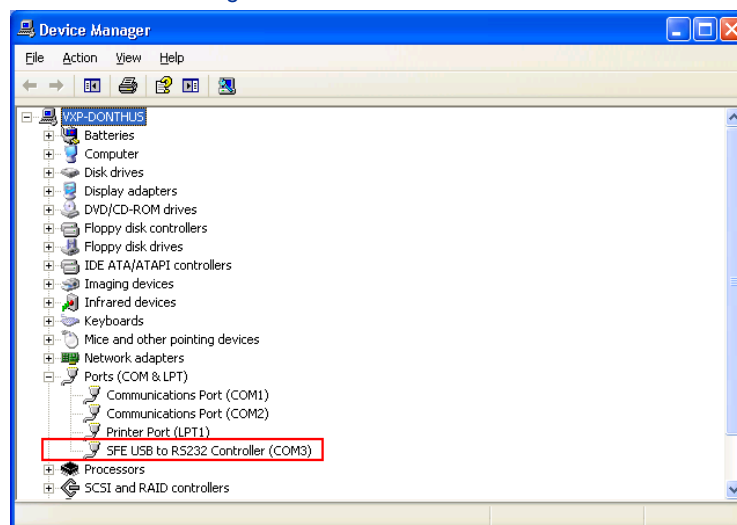 Device Manager
File Action View Help
VXP-DONTHUS
Batteries
Computer
Disk drives
Display adapters
DVD/CD-ROM drives
Floppy disk controllers
Floppy disk drives
IDE ATA/ATAPI controllers
Imaging devices
Infrared devices
Keyboards
Mice and other pointing devices
Network adapters
Ports (COM & LPT)
Communications Port (COM1)
Communications Port (COM2)
Printer Port (LPT1)
SFE USB to RS232 Controller (COM3)
Processors
SCSI and RAID controllers